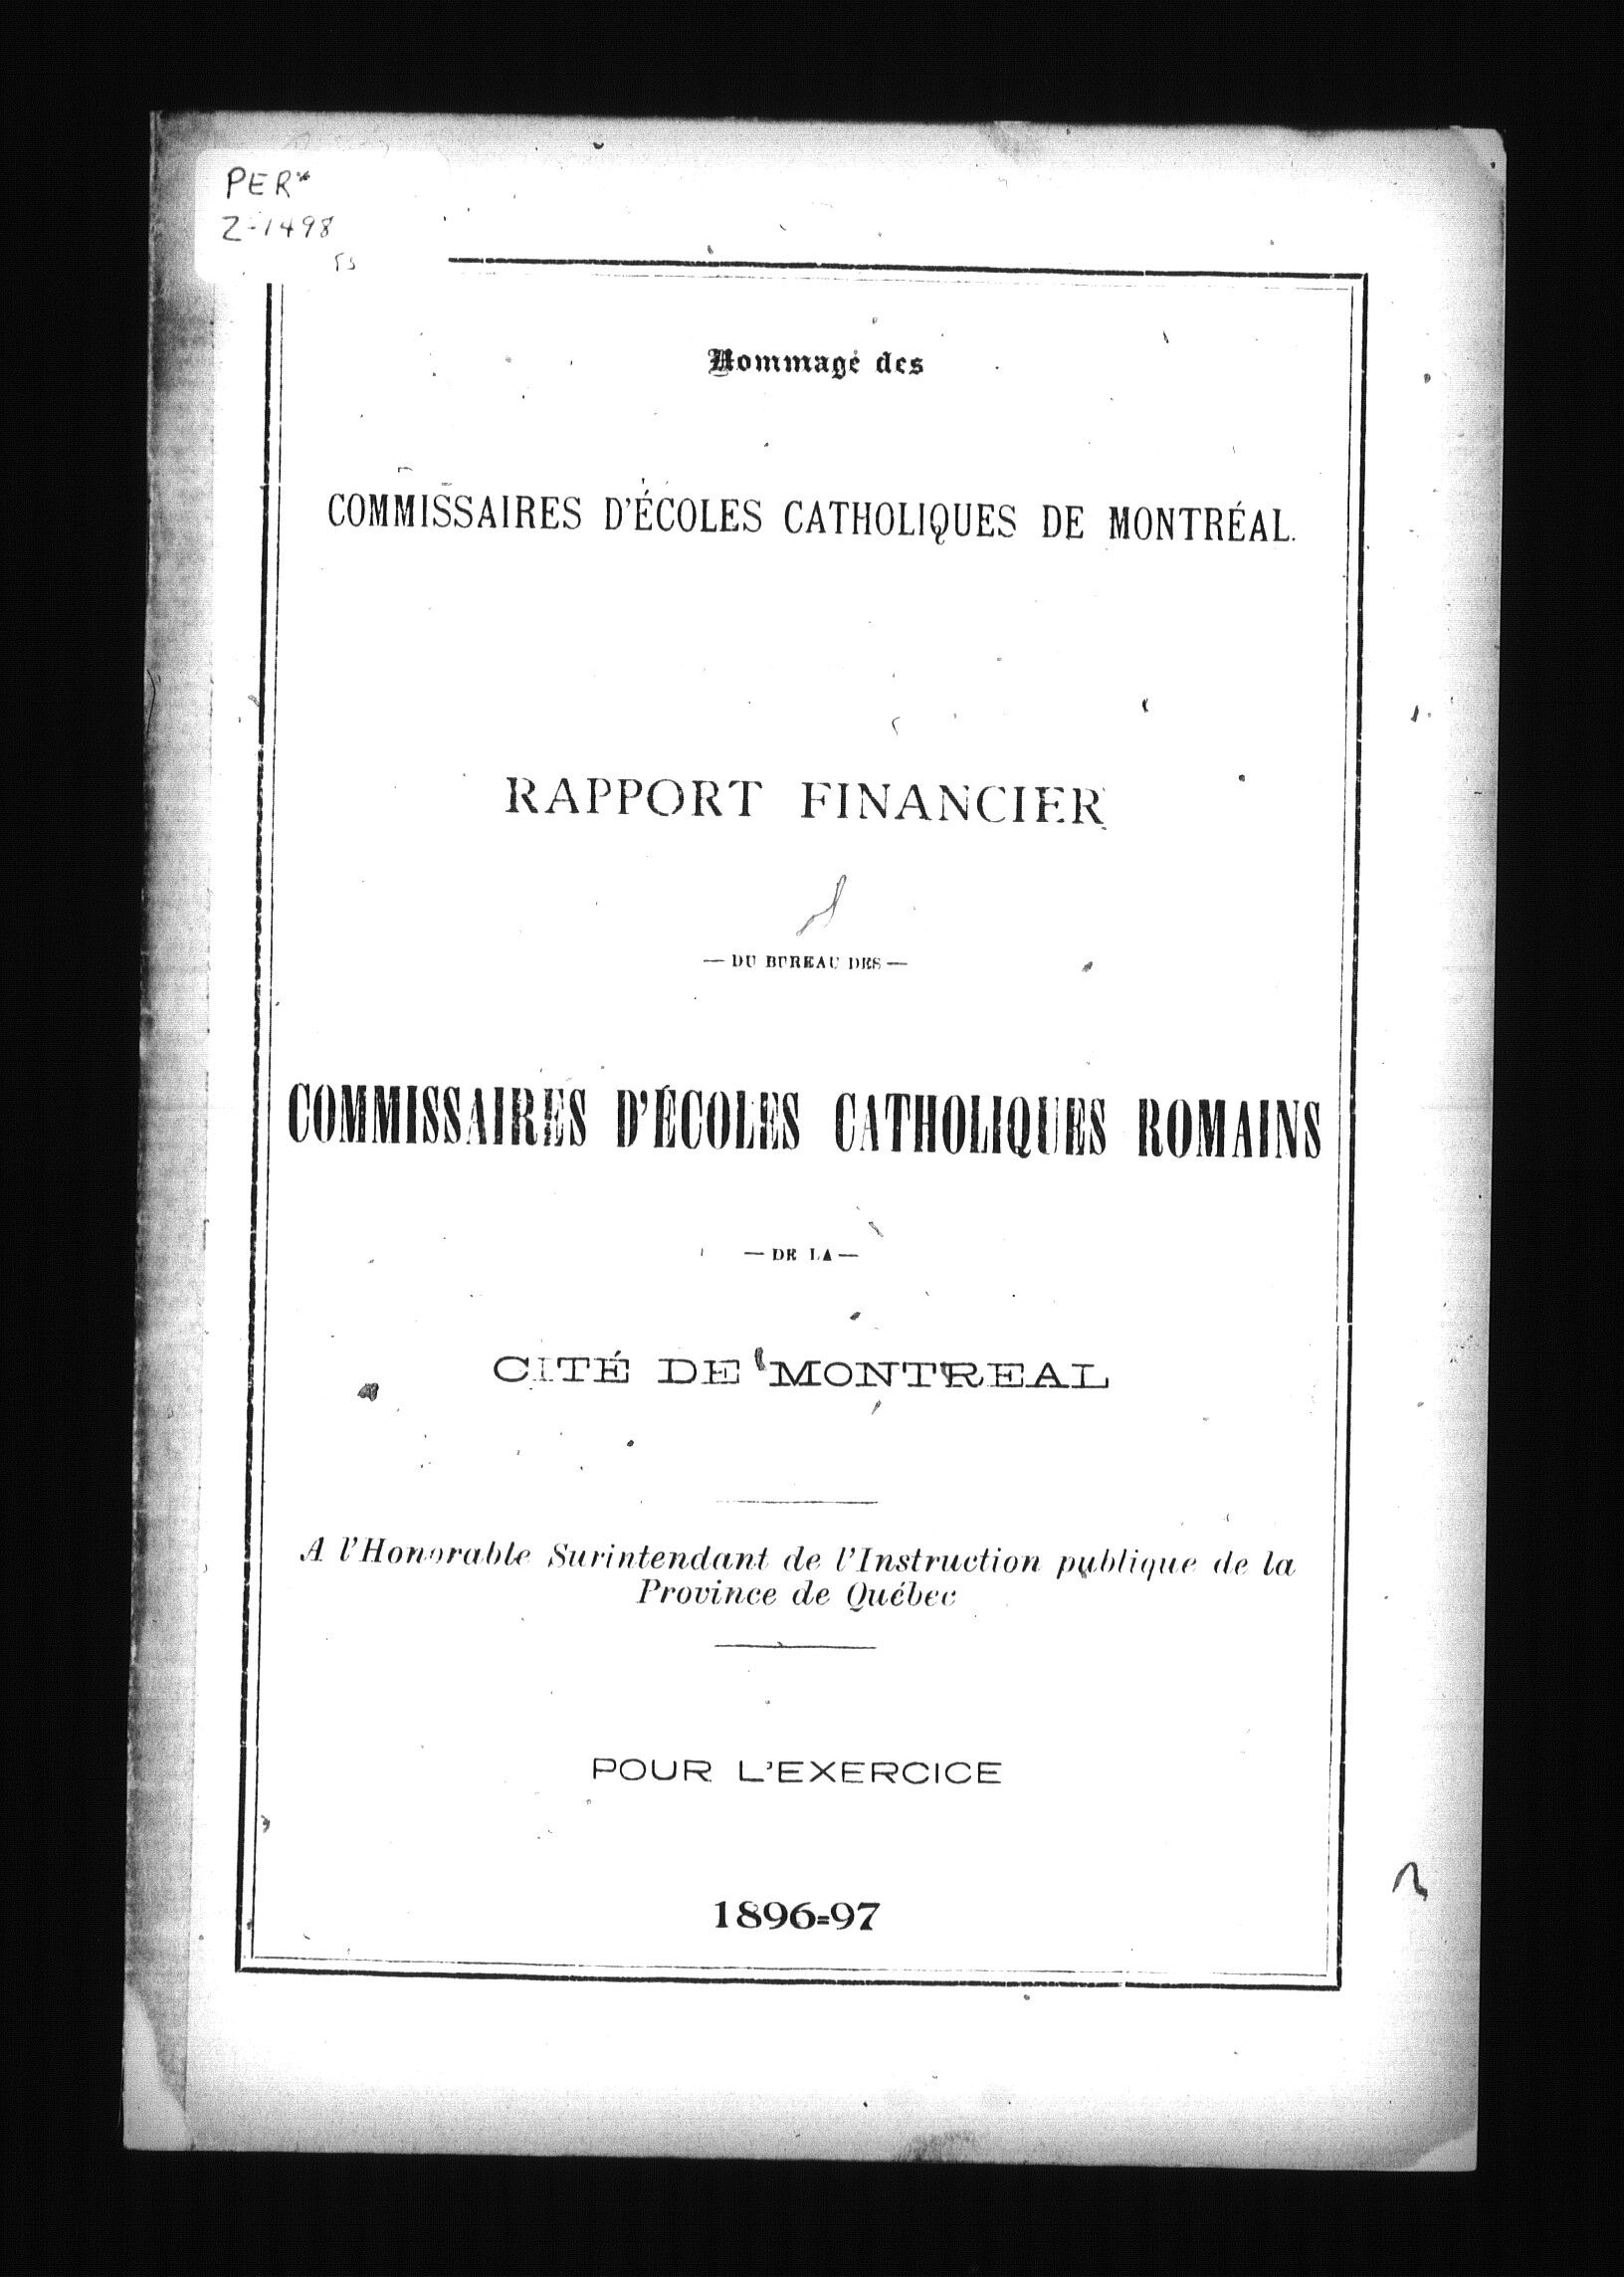 PER*
Z-1498
Hommage des
COMMISSAIRES D'ÉCOLES CATHOLIQUES DE MONTRÉAL.
RAPPORT FINANCIER
— DU BUREAU DES —
COMMISSAIRES D'ÉCOLES CATHOLIQUES ROMAINS
— DE LA —
CITÉ DE MONTREAL
A l'Honorable Surintendant de l'Instruction publique de la
Province de Québec
POUR L'EXERCICE
1896=97